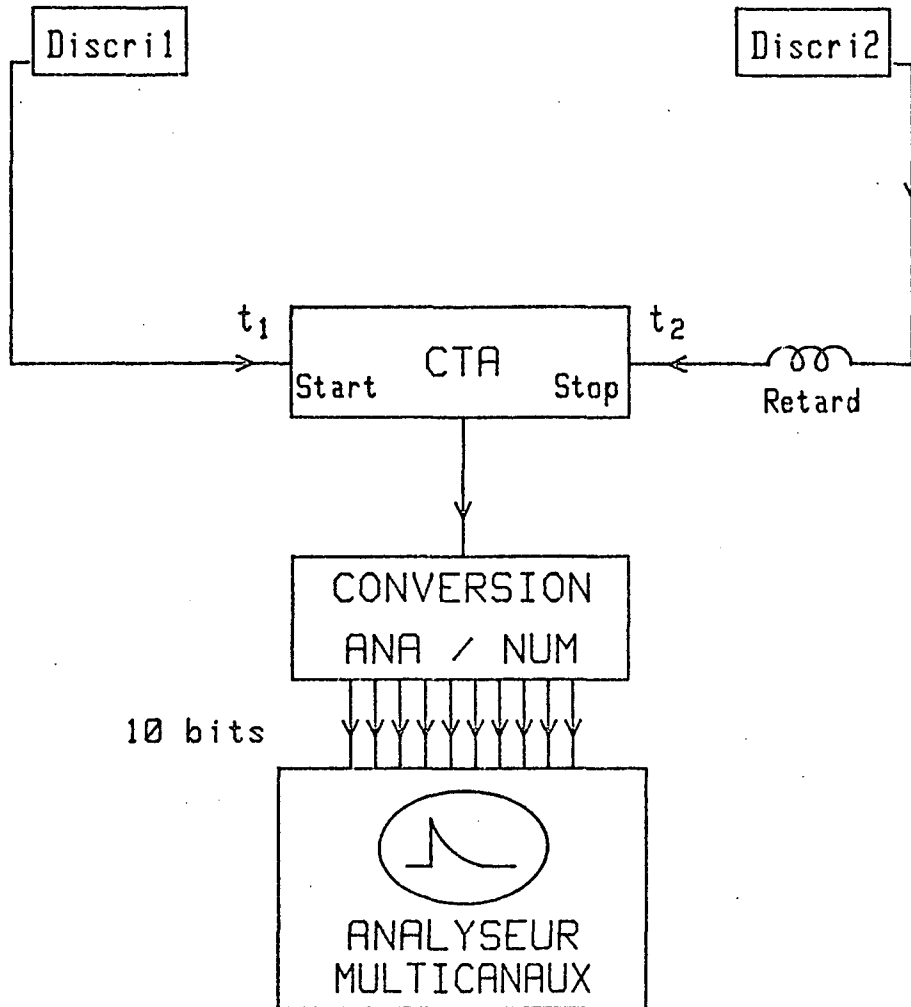 Discri1
Discri2
t₁
t₂
CTA
Start
Stop
Retard
CONVERSION
ANA / NUM
10 bits
ANALYSEUR
MULTICANAUX